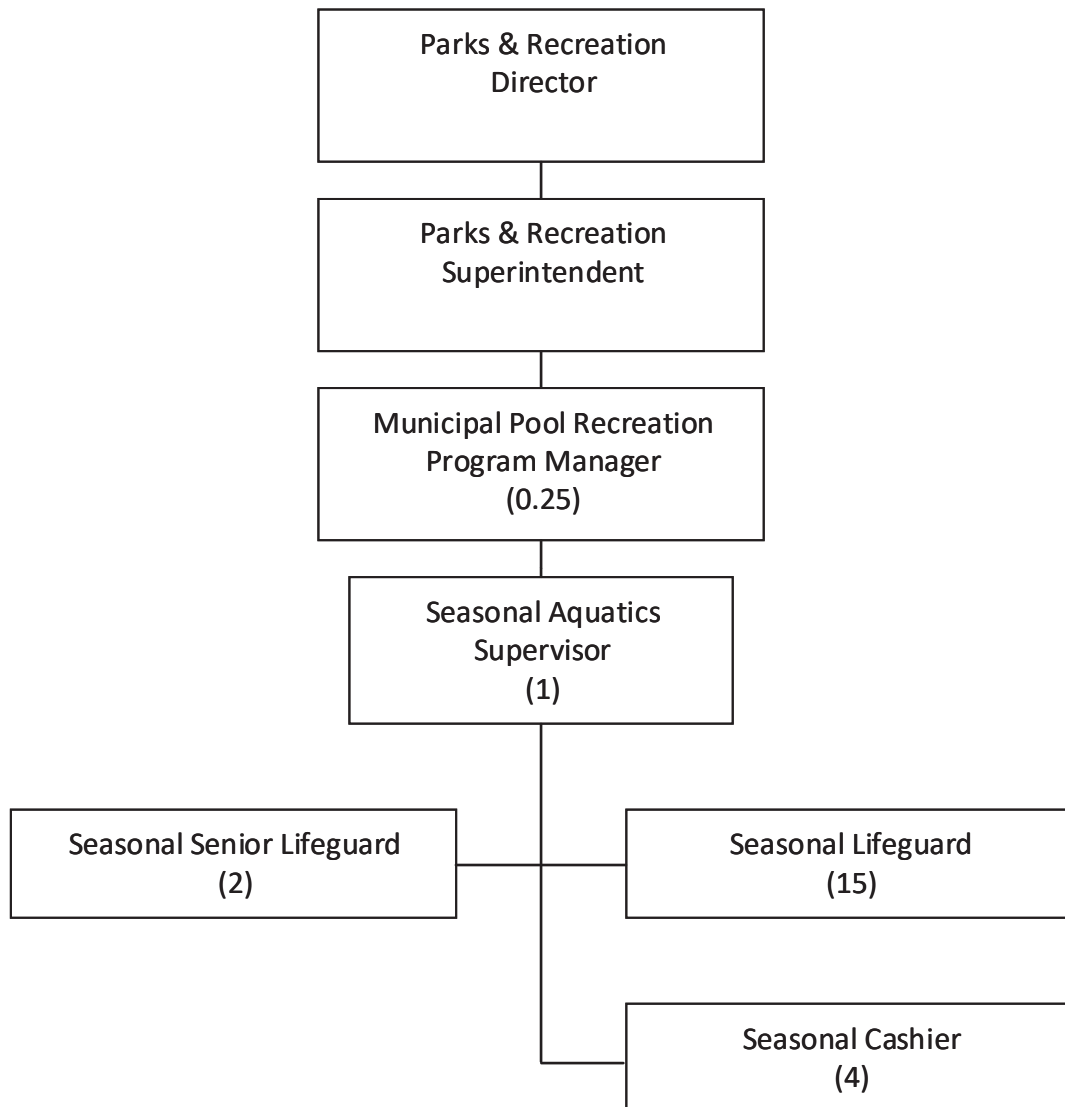 Parks & Recreation
Director
Parks & Recreation
Superintendent
Municipal Pool Recreation
Program Manager
(0.25)
Seasonal Aquatics
Supervisor
(1)
Seasonal Senior Lifeguard
(2)
Seasonal Lifeguard
(15)
Seasonal Cashier
(4)